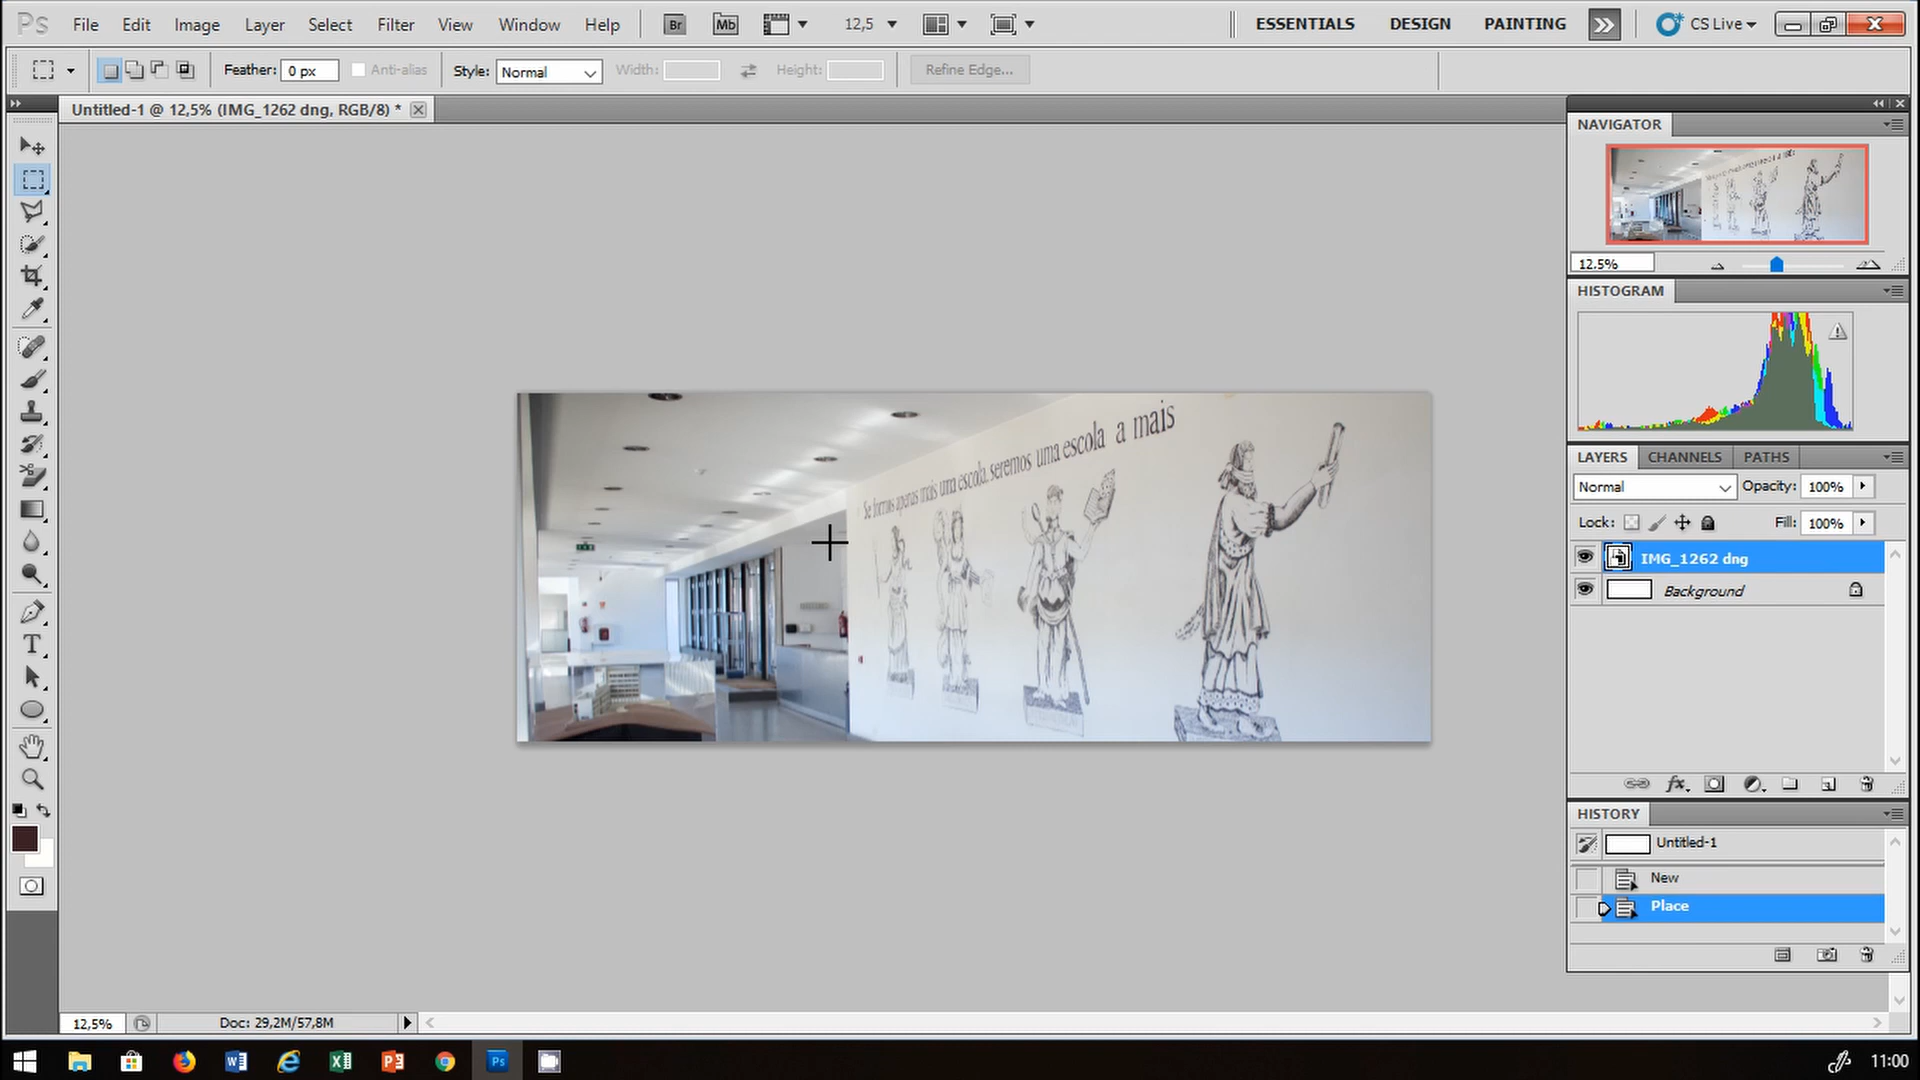 Ps File Edit Image Layer Select Filter View Window Help Br Mb 12,5 ESSENTIALS DESIGN PAINTING CS Live
Feather: 0 px Anti-alias Style: Normal Width: Height: Refine Edge...
Untitled-1 @ 12,5% (IMG_1262 dng, RGB/8) *
NAVIGATOR
12.5%
HISTOGRAM
LAYERS CHANNELS PATHS
Normal Opacity: 100%
Lock: Fill: 100%
IMG_1262 dng
Background
fx
HISTORY
Untitled-1
New
Place
Se formos apenas mais uma escola, seremos uma escola a mais
T
12,5% Doc: 29,2M/57,8M
Ps
11:00